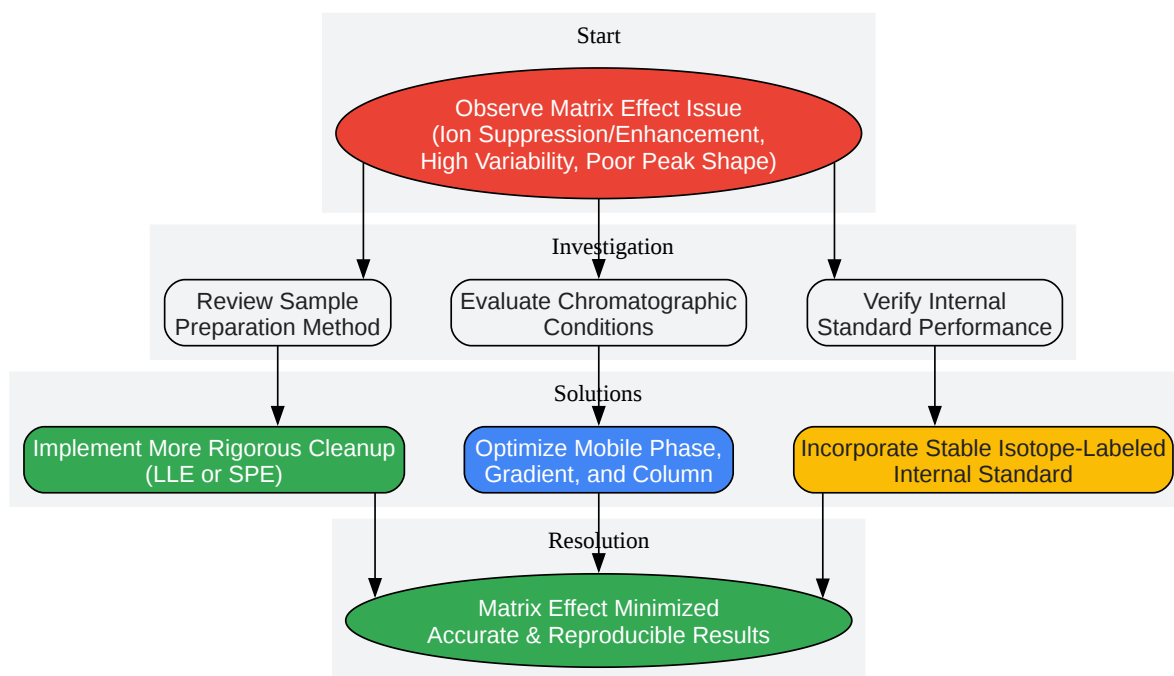 Start
Observe Matrix Effect Issue
(Ion Suppression/Enhancement,
High Variability, Poor Peak Shape)
Investigation
Review Sample
Preparation Method
Evaluate Chromatographic
Conditions
Verify Internal
Standard Performance
Solutions
Implement More Rigorous Cleanup
(LLE or SPE)
Optimize Mobile Phase,
Gradient, and Column
Incorporate Stable Isotope-Labeled
Internal Standard
Resolution
Matrix Effect Minimized
Accurate & Reproducible Results